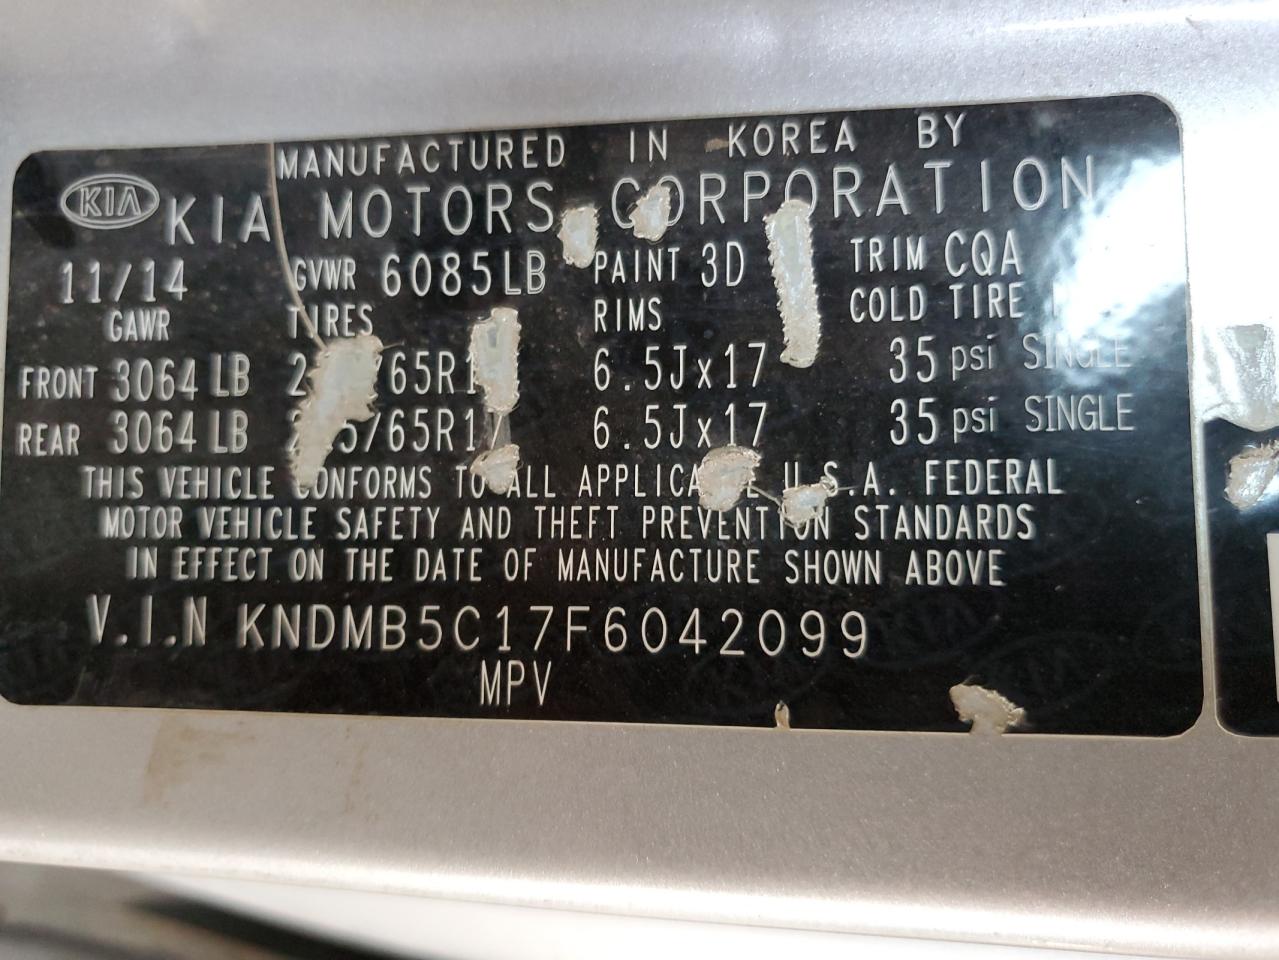 MANUFACTURED IN KOREA BY
KIA KIA MOTORS CORPORATION
11/14 GVWR 6085LB PAINT 3D TRIM CQA
GAWR TIRES RIMS COLD TIRE
FRONT 3064 LB 6.5Jx17 35 psi SINGLE
REAR 3064 LB 6.5Jx17 35 psi SINGLE
THIS VEHICLE CONFORMS TO ALL U.S.A. FEDERAL
MOTOR VEHICLE SAFETY AND THEFT PREVENTION STANDARDS
IN EFFECT ON THE DATE OF MANUFACTURE SHOWN ABOVE
V.I.N KNDMB5C17F6042099
MPV